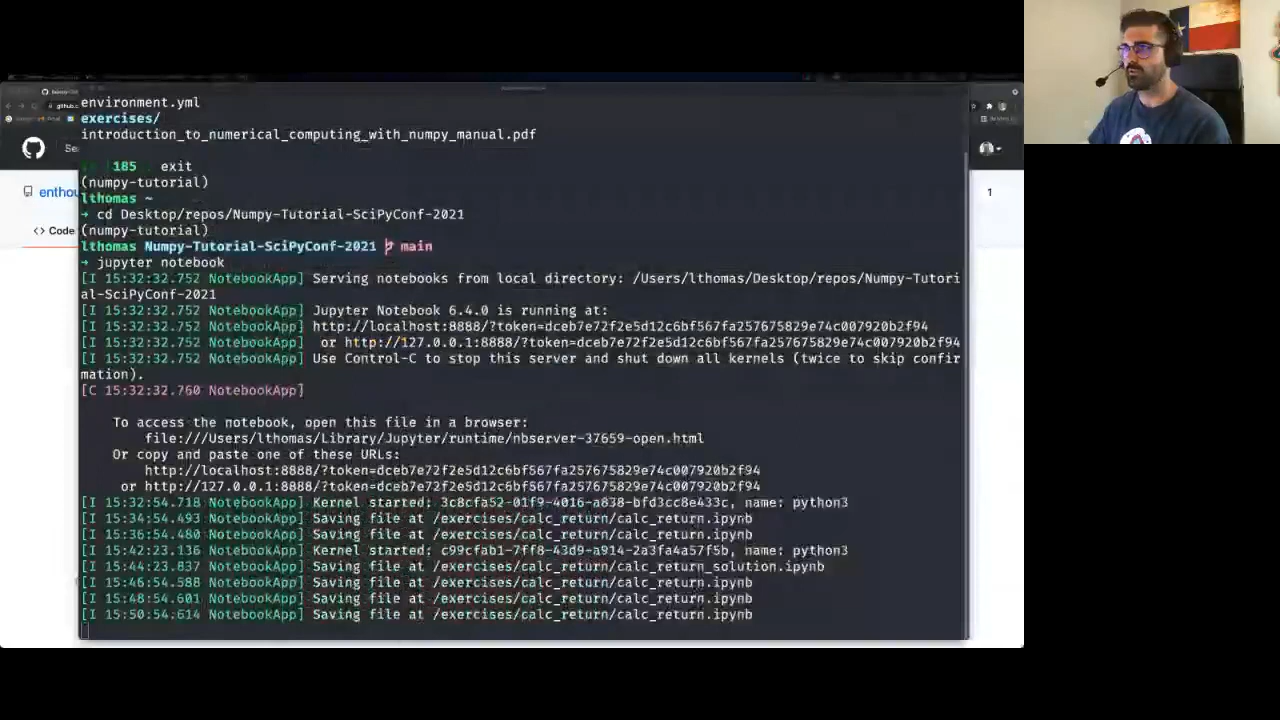 environment.yml
exercises/
introduction_to_numerical_computing_with_numpy_manual.pdf
185 exit
(numpy-tutorial)
lthomas ~
➜ cd Desktop/repos/Numpy-Tutorial-SciPyConf-2021
(numpy-tutorial)
lthomas Numpy-Tutorial-SciPyConf-2021 main
➜ jupyter notebook
[I 15:32:32.752 NotebookApp] Serving notebooks from local directory: /Users/lthomas/Desktop/repos/Numpy-Tutori
al-SciPyConf-2021
[I 15:32:32.752 NotebookApp] Jupyter Notebook 6.4.0 is running at:
[I 15:32:32.752 NotebookApp] http://localhost:8888/?token=dceb7e72f2e5d12c6bf567fa257675829e74c007920b2f94
[I 15:32:32.752 NotebookApp]  or http://127.0.0.1:8888/?token=dceb7e72f2e5d12c6bf567fa257675829e74c007920b2f94
[I 15:32:32.752 NotebookApp] Use Control-C to stop this server and shut down all kernels (twice to skip confir
mation).
[C 15:32:32.760 NotebookApp]
To access the notebook, open this file in a browser:
file:///Users/lthomas/Library/Jupyter/runtime/nbserver-37659-open.html
Or copy and paste one of these URLs:
http://localhost:8888/?token=dceb7e72f2e5d12c6bf567fa257675829e74c007920b2f94
or http://127.0.0.1:8888/?token=dceb7e72f2e5d12c6bf567fa257675829e74c007920b2f94
[I 15:32:54.718 NotebookApp] Kernel started: 3c8cfa52-01f9-4016-a838-bfd3cc8e433c, name: python3
[I 15:34:54.493 NotebookApp] Saving file at /exercises/calc_return/calc_return.ipynb
[I 15:36:54.480 NotebookApp] Saving file at /exercises/calc_return/calc_return.ipynb
[I 15:42:23.136 NotebookApp] Kernel started: c99cfab1-7ff8-43d9-a914-2a3fa4a57f5b, name: python3
[I 15:44:23.837 NotebookApp] Saving file at /exercises/calc_return/calc_return_solution.ipynb
[I 15:46:54.588 NotebookApp] Saving file at /exercises/calc_return/calc_return.ipynb
[I 15:48:54.601 NotebookApp] Saving file at /exercises/calc_return/calc_return.ipynb
[I 15:50:54.614 NotebookApp] Saving file at /exercises/calc_return/calc_return.ipynb
github.c
Sea
enthou
<> Code
1